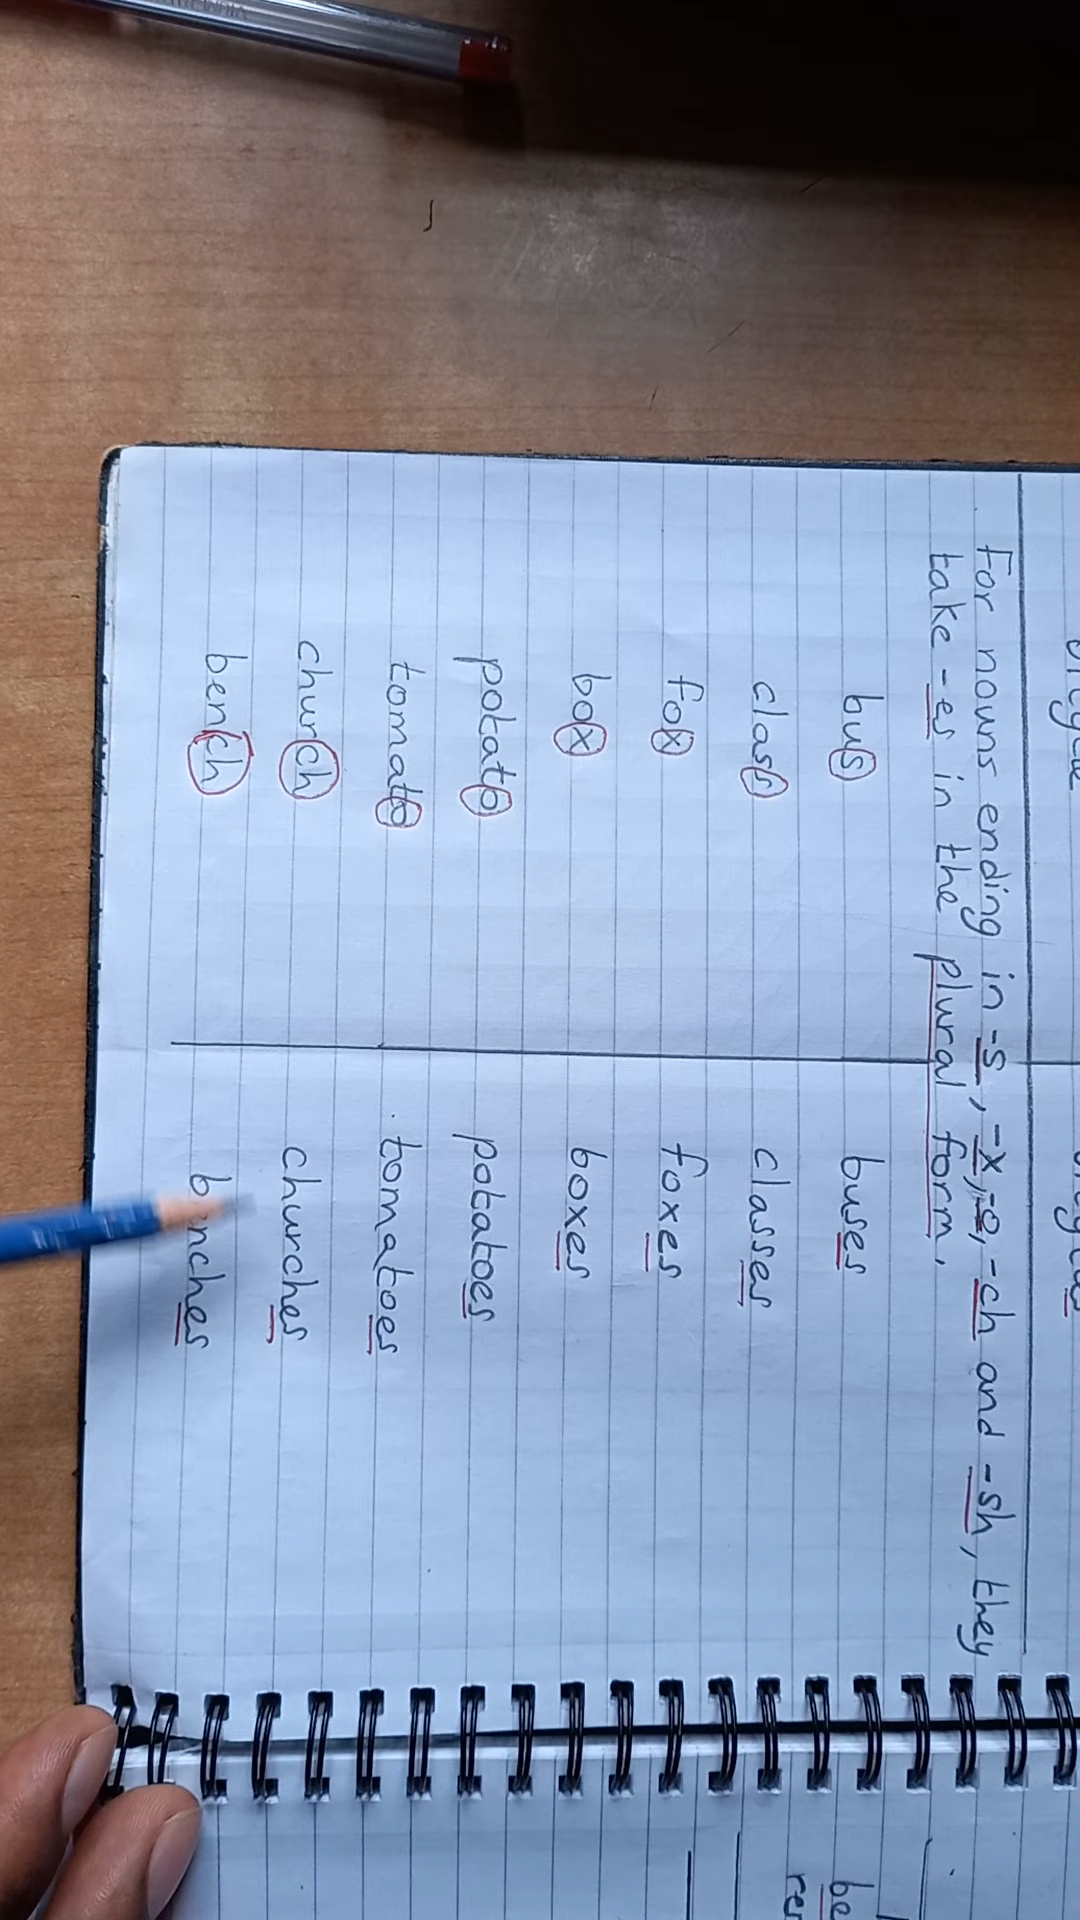 For nouns ending in -s, -x, -o, -ch and -sh, they
take -es in the plural form.
bus buses
class classes
fox foxes
box boxes
potato potatoes
tomato tomatoes
church churches
bench benches
be